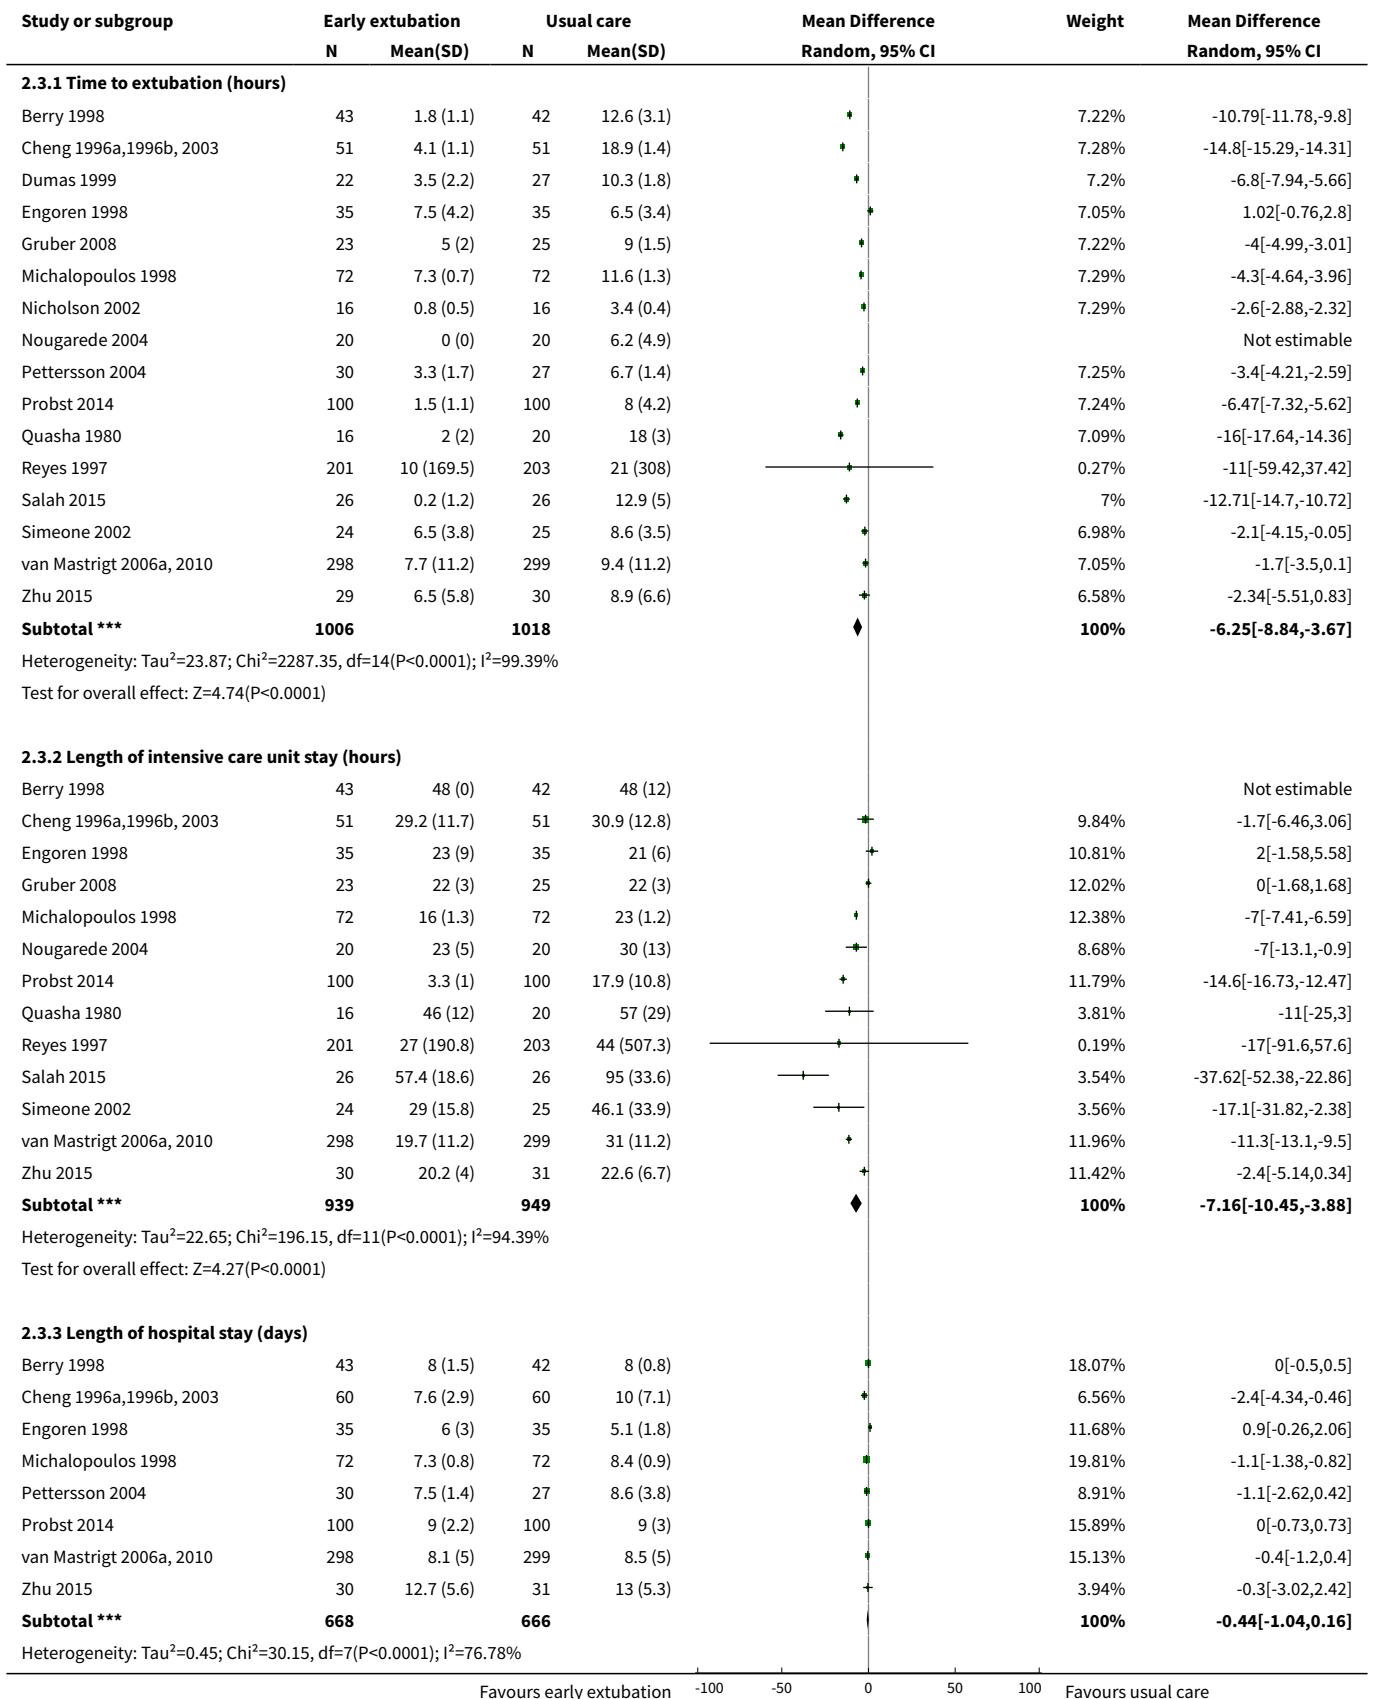 Study or subgroup Early extubation Usual care Mean Difference Weight Mean Difference
N Mean(SD) N Mean(SD) Random, 95% CI Random, 95% CI
2.3.1 Time to extubation (hours)
Berry 1998 43 1.8 (1.1) 42 12.6 (3.1) 7.22% -10.79[-11.78,-9.8]
Cheng 1996a,1996b, 2003 51 4.1 (1.1) 51 18.9 (1.4) 7.28% -14.8[-15.29,-14.31]
Dumas 1999 22 3.5 (2.2) 27 10.3 (1.8) 7.2% -6.8[-7.94,-5.66]
Engoren 1998 35 7.5 (4.2) 35 6.5 (3.4) 7.05% 1.02[-0.76,2.8]
Gruber 2008 23 5 (2) 25 9 (1.5) 7.22% -4[-4.99,-3.01]
Michalopoulos 1998 72 7.3 (0.7) 72 11.6 (1.3) 7.29% -4.3[-4.64,-3.96]
Nicholson 2002 16 0.8 (0.5) 16 3.4 (0.4) 7.29% -2.6[-2.88,-2.32]
Nougarede 2004 20 0 (0) 20 6.2 (4.9) Not estimable
Pettersson 2004 30 3.3 (1.7) 27 6.7 (1.4) 7.25% -3.4[-4.21,-2.59]
Probst 2014 100 1.5 (1.1) 100 8 (4.2) 7.24% -6.47[-7.32,-5.62]
Quasha 1980 16 2 (2) 20 18 (3) 7.09% -16[-17.64,-14.36]
Reyes 1997 201 10 (169.5) 203 21 (308) 0.27% -11[-59.42,37.42]
Salah 2015 26 0.2 (1.2) 26 12.9 (5) 7% -12.71[-14.7,-10.72]
Simeone 2002 24 6.5 (3.8) 25 8.6 (3.5) 6.98% -2.1[-4.15,-0.05]
van Mastrigt 2006a, 2010 298 7.7 (11.2) 299 9.4 (11.2) 7.05% -1.7[-3.5,0.1]
Zhu 2015 29 6.5 (5.8) 30 8.9 (6.6) 6.58% -2.34[-5.51,0.83]
Subtotal *** 1006 1018 100% -6.25[-8.84,-3.67]
Heterogeneity: Tau²=23.87; Chi²=2287.35, df=14(P<0.0001); I²=99.39%
Test for overall effect: Z=4.74(P<0.0001)
2.3.2 Length of intensive care unit stay (hours)
Berry 1998 43 48 (0) 42 48 (12) Not estimable
Cheng 1996a,1996b, 2003 51 29.2 (11.7) 51 30.9 (12.8) 9.84% -1.7[-6.46,3.06]
Engoren 1998 35 23 (9) 35 21 (6) 10.81% 2[-1.58,5.58]
Gruber 2008 23 22 (3) 25 22 (3) 12.02% 0[-1.68,1.68]
Michalopoulos 1998 72 16 (1.3) 72 23 (1.2) 12.38% -7[-7.41,-6.59]
Nougarede 2004 20 23 (5) 20 30 (13) 8.68% -7[-13.1,-0.9]
Probst 2014 100 3.3 (1) 100 17.9 (10.8) 11.79% -14.6[-16.73,-12.47]
Quasha 1980 16 46 (12) 20 57 (29) 3.81% -11[-25,3]
Reyes 1997 201 27 (190.8) 203 44 (507.3) 0.19% -17[-91.6,57.6]
Salah 2015 26 57.4 (18.6) 26 95 (33.6) 3.54% -37.62[-52.38,-22.86]
Simeone 2002 24 29 (15.8) 25 46.1 (33.9) 3.56% -17.1[-31.82,-2.38]
van Mastrigt 2006a, 2010 298 19.7 (11.2) 299 31 (11.2) 11.96% -11.3[-13.1,-9.5]
Zhu 2015 30 20.2 (4) 31 22.6 (6.7) 11.42% -2.4[-5.14,0.34]
Subtotal *** 939 949 100% -7.16[-10.45,-3.88]
Heterogeneity: Tau²=22.65; Chi²=196.15, df=11(P<0.0001); I²=94.39%
Test for overall effect: Z=4.27(P<0.0001)
2.3.3 Length of hospital stay (days)
Berry 1998 43 8 (1.5) 42 8 (0.8) 18.07% 0[-0.5,0.5]
Cheng 1996a,1996b, 2003 60 7.6 (2.9) 60 10 (7.1) 6.56% -2.4[-4.34,-0.46]
Engoren 1998 35 6 (3) 35 5.1 (1.8) 11.68% 0.9[-0.26,2.06]
Michalopoulos 1998 72 7.3 (0.8) 72 8.4 (0.9) 19.81% -1.1[-1.38,-0.82]
Pettersson 2004 30 7.5 (1.4) 27 8.6 (3.8) 8.91% -1.1[-2.62,0.42]
Probst 2014 100 9 (2.2) 100 9 (3) 15.89% 0[-0.73,0.73]
van Mastrigt 2006a, 2010 298 8.1 (5) 299 8.5 (5) 15.13% -0.4[-1.2,0.4]
Zhu 2015 30 12.7 (5.6) 31 13 (5.3) 3.94% -0.3[-3.02,2.42]
Subtotal *** 668 666 100% -0.44[-1.04,0.16]
Heterogeneity: Tau²=0.45; Chi²=30.15, df=7(P<0.0001); I²=76.78%
Favours early extubation -100 -50 0 50 100 Favours usual care